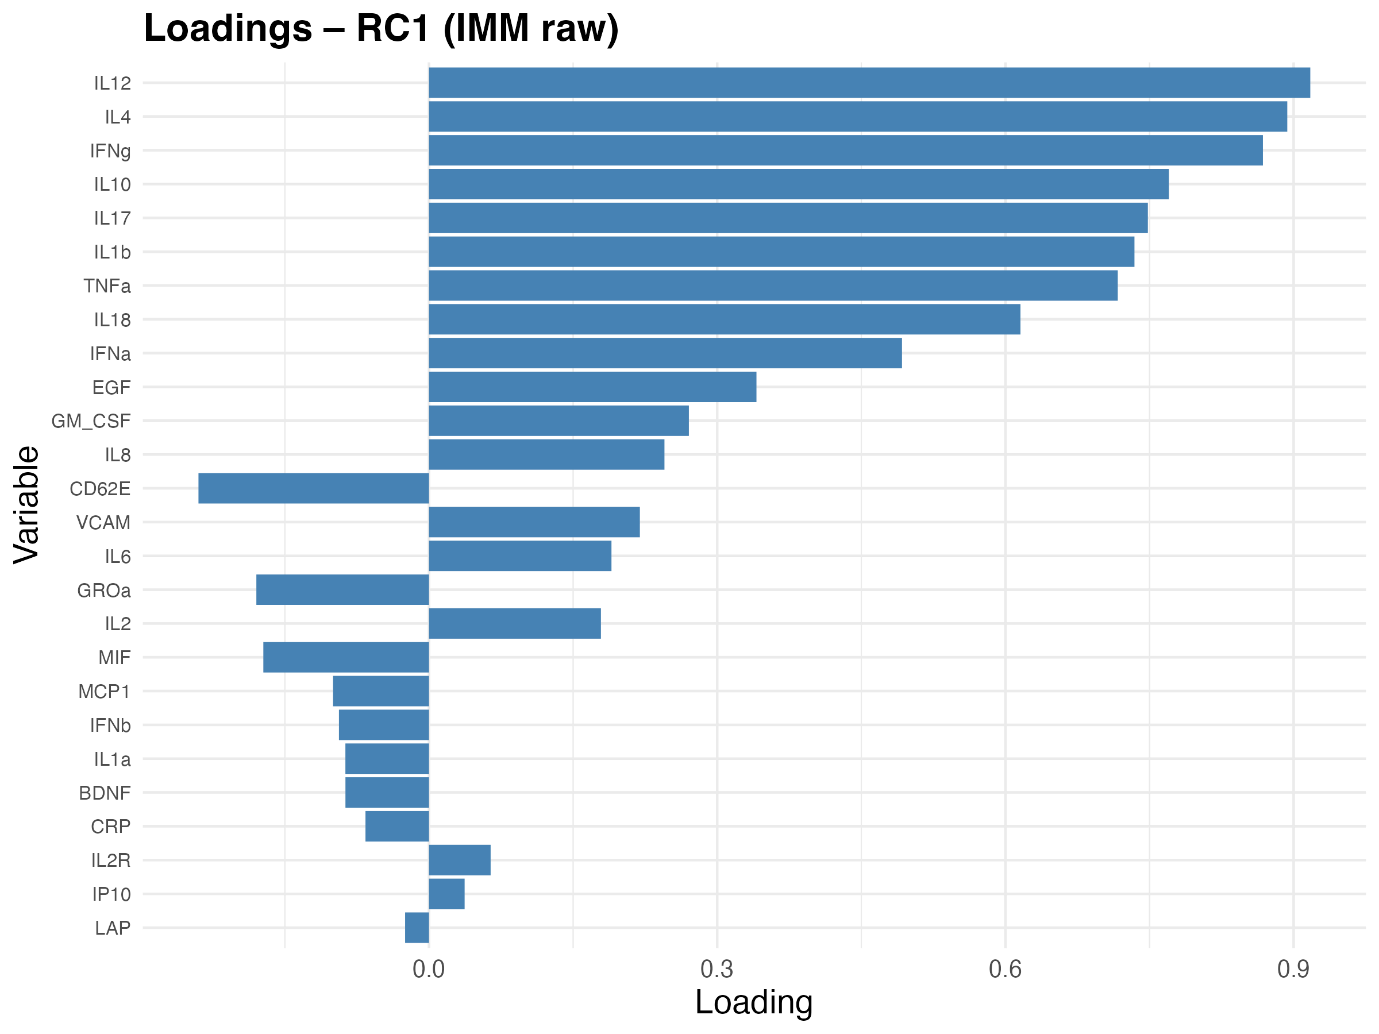 Loadings – RC1 (IMM raw)
IL12
IL4
IFNg
IL10
IL17
IL1b
TNFa
IL18
IFNa
EGF
GM_CSF
IL8
CD62E
VCAM
IL6
GROa
IL2
MIF
MCP1
IFNb
IL1a
BDNF
CRP
IL2R
IP10
LAP
Variable
0.0 0.3 0.6 0.9
Loading